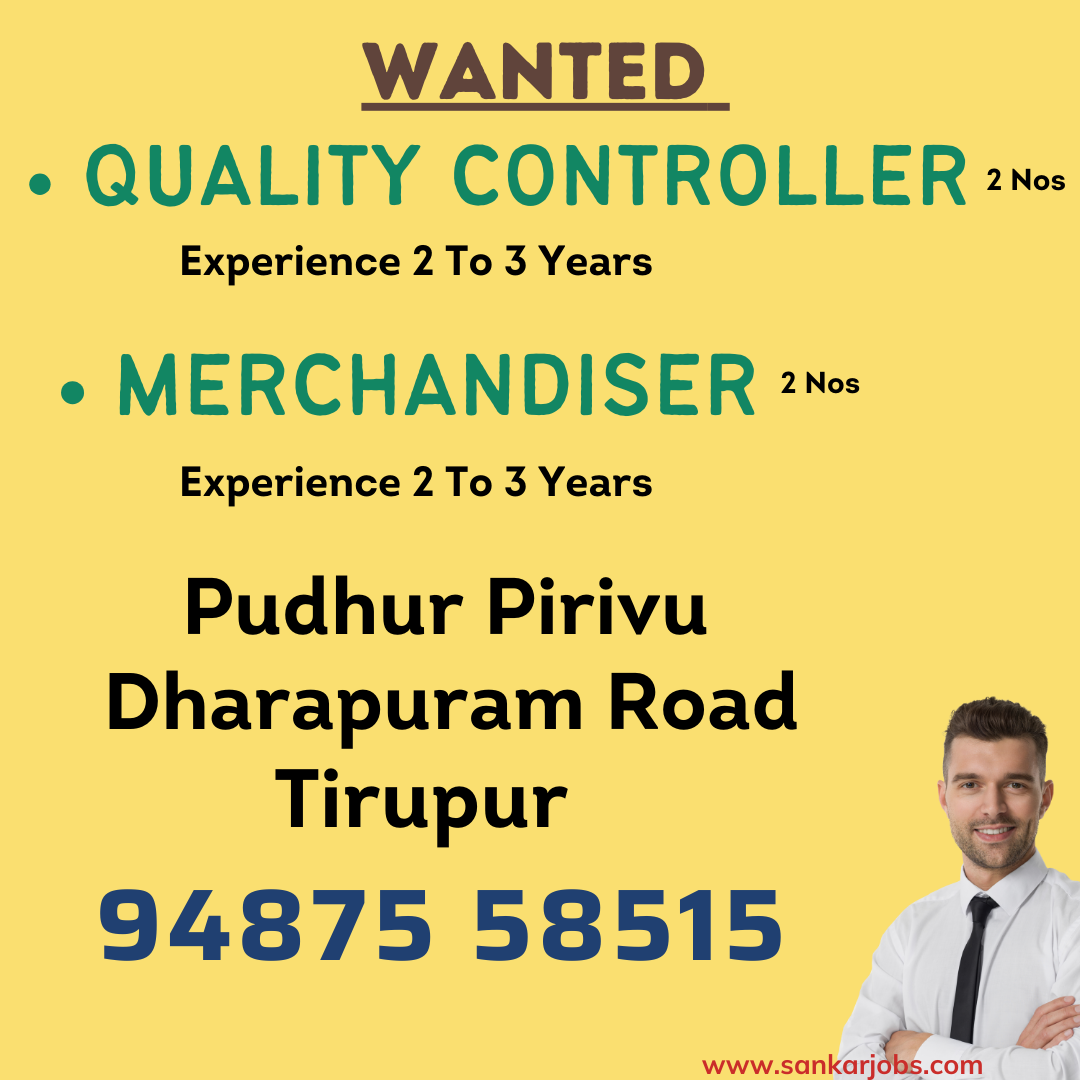 WANTED
• QUALITY CONTROLLER 2 Nos
Experience 2 To 3 Years
• MERCHANDISER 2 Nos
Experience 2 To 3 Years
Pudhur Pirivu
Dharapuram Road
Tirupur
94875 58515
www.sankarjobs.com